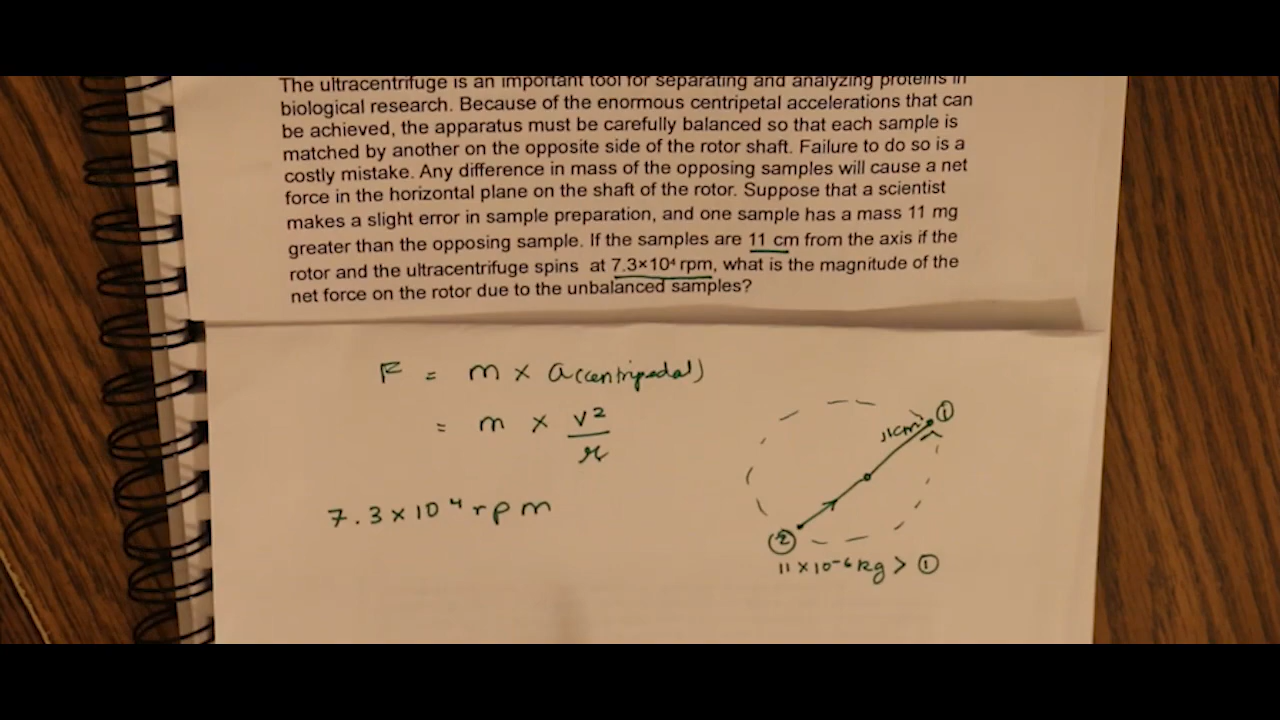 The ultracentrifuge is an important tool for separating and analyzing proteins in
biological research. Because of the enormous centripetal accelerations that can
be achieved, the apparatus must be carefully balanced so that each sample is
matched by another on the opposite side of the rotor shaft. Failure to do so is a
costly mistake. Any difference in mass of the opposing samples will cause a net
force in the horizontal plane on the shaft of the rotor. Suppose that a scientist
makes a slight error in sample preparation, and one sample has a mass 11 mg
greater than the opposing sample. If the samples are 11 cm from the axis if the
rotor and the ultracentrifuge spins at 7.3×10⁴ rpm, what is the magnitude of the
net force on the rotor due to the unbalanced samples?
F = m × a(centripedal)
= m × v²/r
7.3 × 10⁴ rpm
①
11cm
②
11 × 10⁻⁶ kg > ①